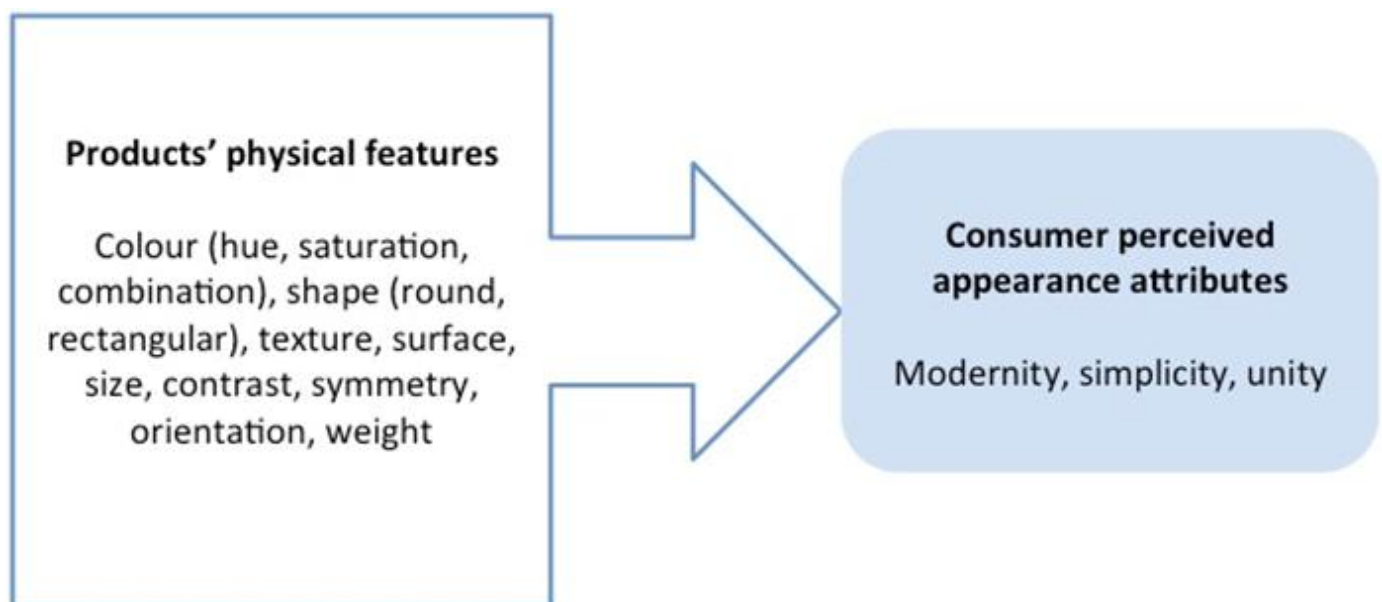 Products’ physical features
Colour (hue, saturation,
combination), shape (round,
rectangular), texture, surface,
size, contrast, symmetry,
orientation, weight
Consumer perceived
appearance attributes
Modernity, simplicity, unity